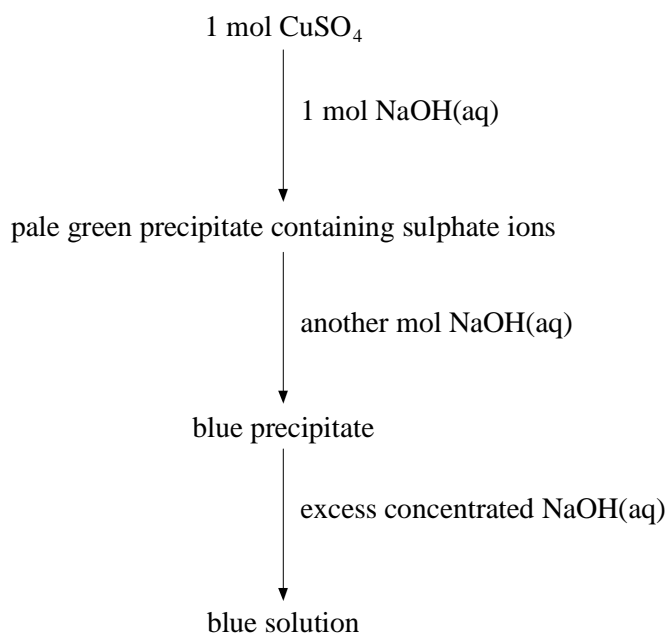 1 mol CuSO₄
1 mol NaOH(aq)
pale green precipitate containing sulphate ions
another mol NaOH(aq)
blue precipitate
excess concentrated NaOH(aq)
blue solution